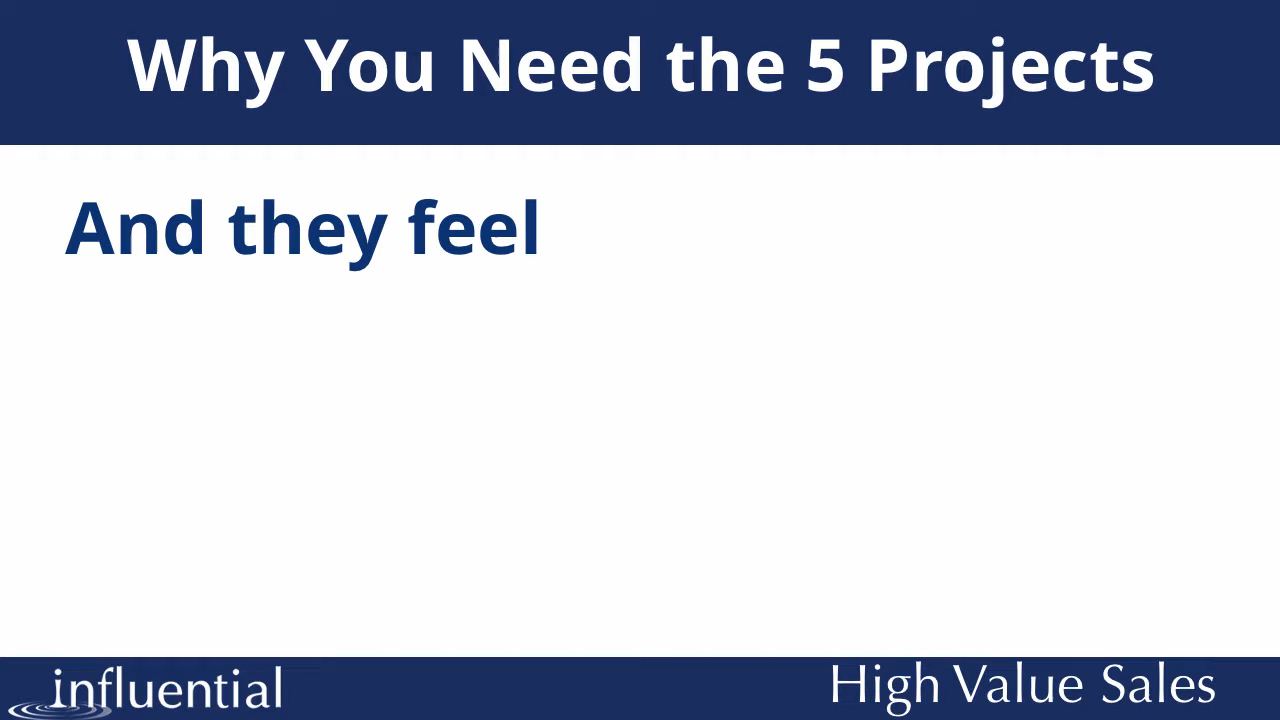 Why You Need the 5 Projects
And they feel
influential
High Value Sales